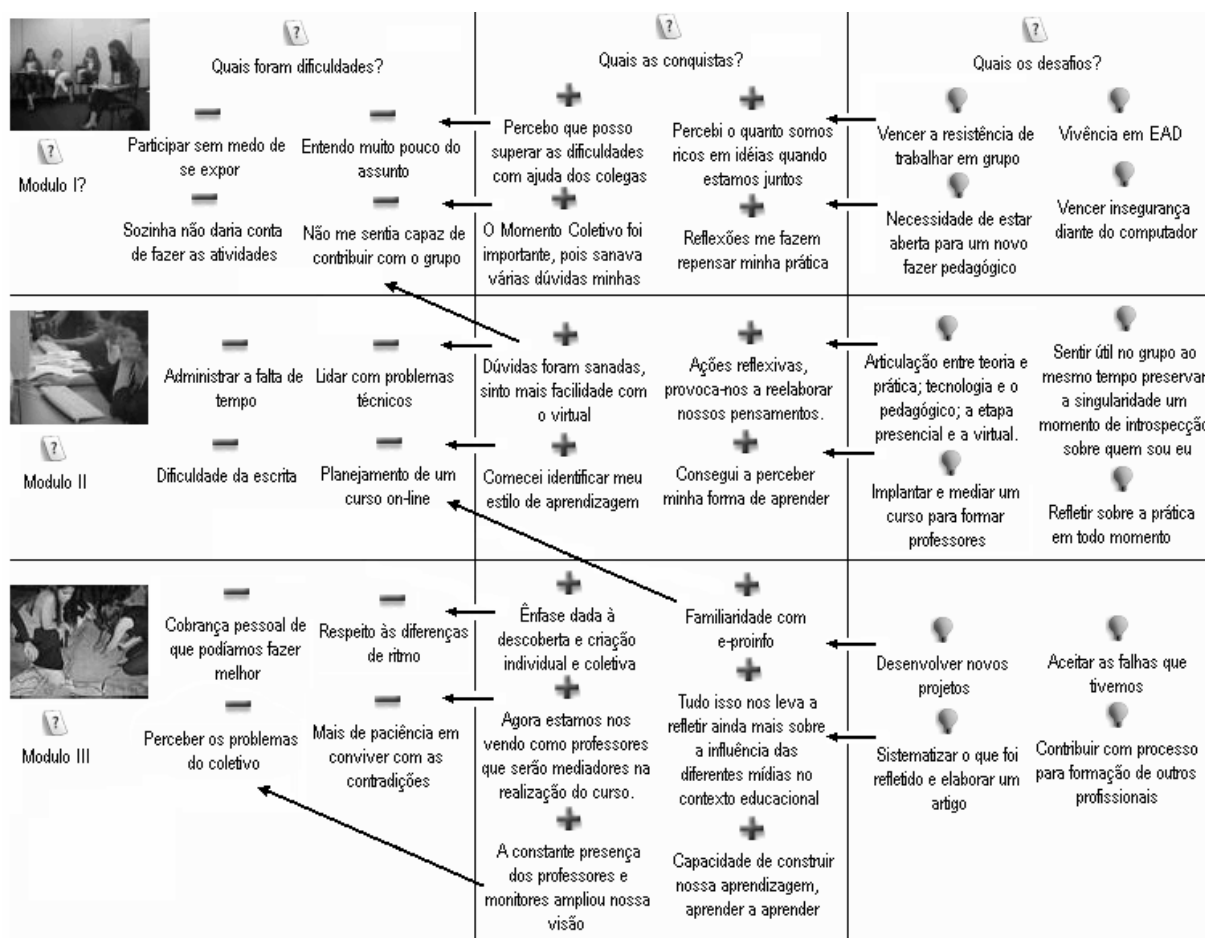 Quais foram dificuldades?
Quais as conquistas?
Quais os desafios?
Modulo I?
Participar sem medo de
se expor
Entendo muito pouco do
assunto
Sozinha não daria conta
de fazer as atividades
Não me sentia capaz de
contribuir com o grupo
Percebo que posso
superar as dificuldades
com ajuda dos colegas
Percebi o quanto somos
ricos em idéias quando
estamos juntos
O Momento Coletivo foi
importante, pois sanava
várias dúvidas minhas
Reflexões me fazem
repensar minha prática
Vencer a resistência de
trabalhar em grupo
Vivência em EAD
Necessidade de estar
aberta para um novo
fazer pedagógico
Vencer insegurança
diante do computador
Modulo II
Administrar a falta de
tempo
Lidar com problemas
técnicos
Dificuldade da escrita
Planejamento de um
curso on-line
Dúvidas foram sanadas,
sinto mais facilidade com
o virtual
Ações reflexivas,
provoca-nos a reelaborar
nossos pensamentos.
Comecei identificar meu
estilo de aprendizagem
Consegui a perceber
minha forma de aprender
Articulação entre teoria e
prática; tecnologia e o
pedagógico; a etapa
presencial e a virtual.
Sentir útil no grupo ao
mesmo tempo preservar
a singularidade um
momento de introspecção
sobre quem sou eu
Implantar e mediar um
curso para formar
professores
Refletir sobre a prática
em todo momento
Modulo III
Cobrança pessoal de
que podíamos fazer
melhor
Respeito às diferenças
de ritmo
Perceber os problemas
do coletivo
Mais de paciência em
conviver com as
contradições
Ênfase dada à
descoberta e criação
individual e coletiva
Familiaridade com
e-proinfo
Agora estamos nos
vendo como professores
que serão mediadores na
realização do curso.
Tudo isso nos leva a
refletir ainda mais sobre
a influência das
diferentes mídias no
contexto educacional
A constante presença
dos professores e
monitores ampliou nossa
visão
Capacidade de construir
nossa aprendizagem,
aprender a aprender
Desenvolver novos
projetos
Aceitar as falhas que
tivemos
Sistematizar o que foi
refletido e elaborar um
artigo
Contribuir com processo
para formação de outros
profissionais